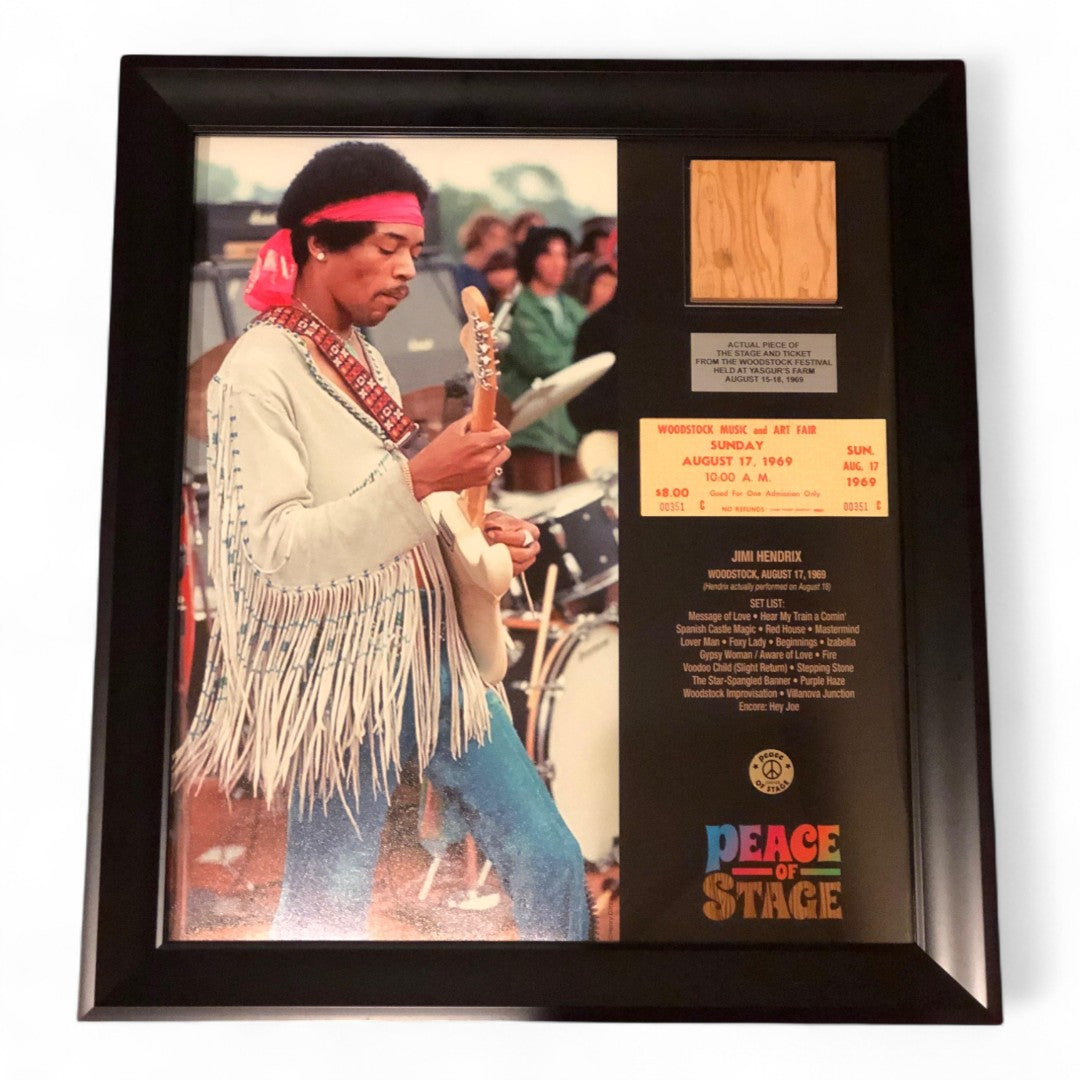 Marshall
ACTUAL PIECE OF
THE STAGE AND TICKET
FROM THE WOODSTOCK FESTIVAL
HELD AT YASGUR'S FARM
AUGUST 15-18, 1969
WOODSTOCK MUSIC and ART FAIR
SUNDAY
AUGUST 17, 1969
10:00 A. M.
$8.00 Good For One Admission Only
00351 C NO REFUNDS
SUN.
AUG. 17
1969
00351 C
JIMI HENDRIX
WOODSTOCK, AUGUST 17, 1969
(Hendrix actually performed on August 18)
SET LIST:
Message of Love • Hear My Train a Comin'
Spanish Castle Magic • Red House • Mastermind
Lover Man • Foxy Lady • Beginnings • Izabella
Gypsy Woman / Aware of Love • Fire
Voodoo Child (Slight Return) • Stepping Stone
The Star-Spangled Banner • Purple Haze
Woodstock Improvisation • Villanova Junction
Encore: Hey Joe
peace
OF STAGE
PEACE
OF
STAGE